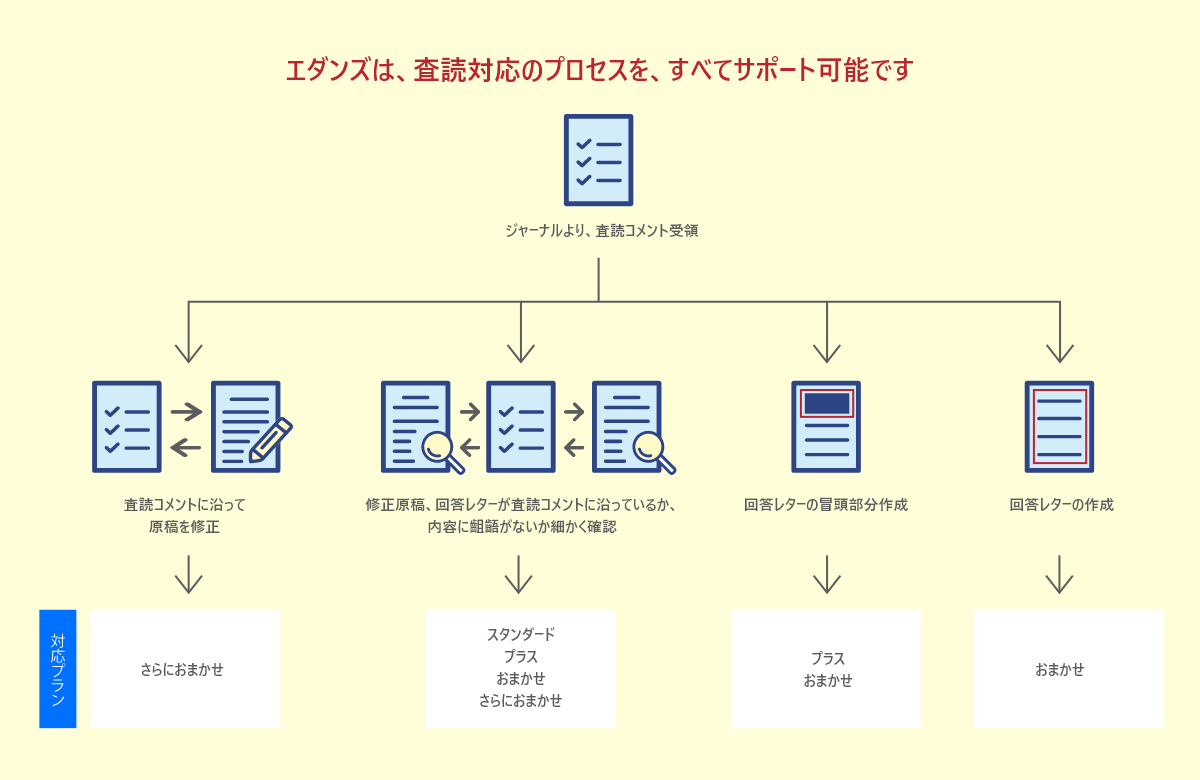 エダンズは、査読対応のプロセスを、すべてサポート可能です
ジャーナルより、査読コメント受領
査読コメントに沿って
原稿を修正
修正原稿、回答レターが査読コメントに沿っているか、
内容に齟齬がないか細かく確認
回答レターの冒頭部分作成
回答レターの作成
対応プラン
さらにおまかせ
スタンダード
プラス
おまかせ
さらにおまかせ
プラス
おまかせ
おまかせ